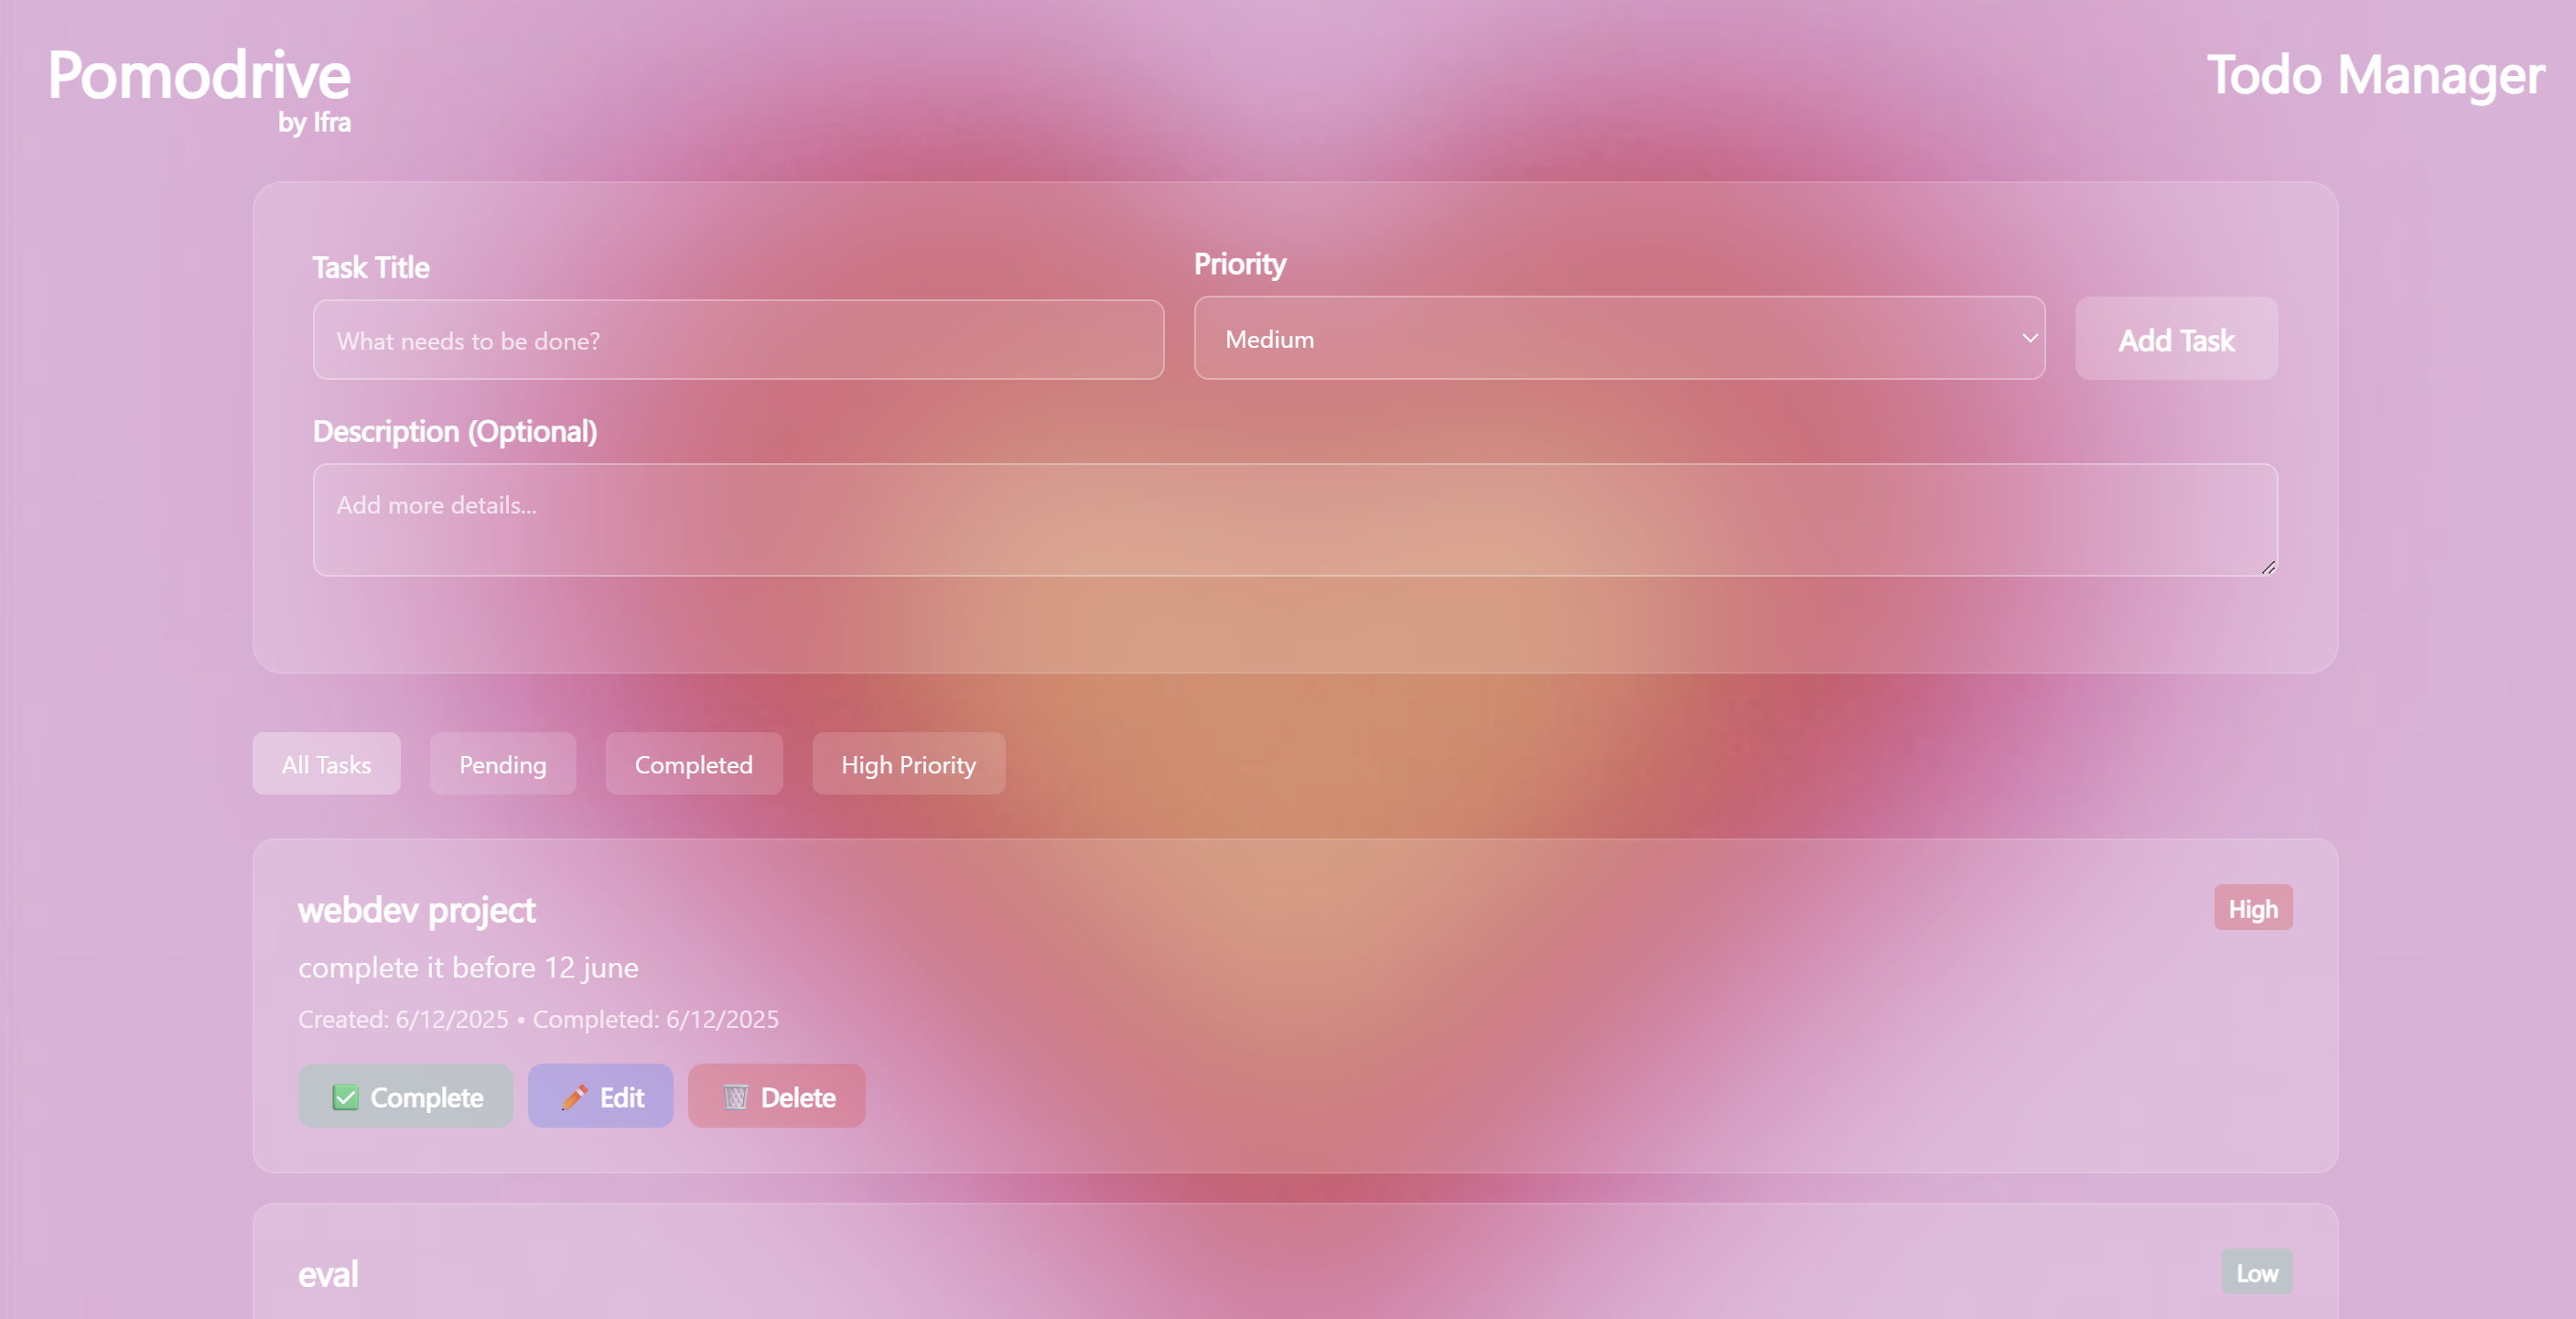 Pomodrive
by Ifra
Todo Manager
Task Title
Priority
What needs to be done?
Medium
Add Task
Description (Optional)
Add more details...
All Tasks
Pending
Completed
High Priority
webdev project
High
complete it before 12 june
Created: 6/12/2025 • Completed: 6/12/2025
✅ Complete
✏️ Edit
🗑️ Delete
eval
Low